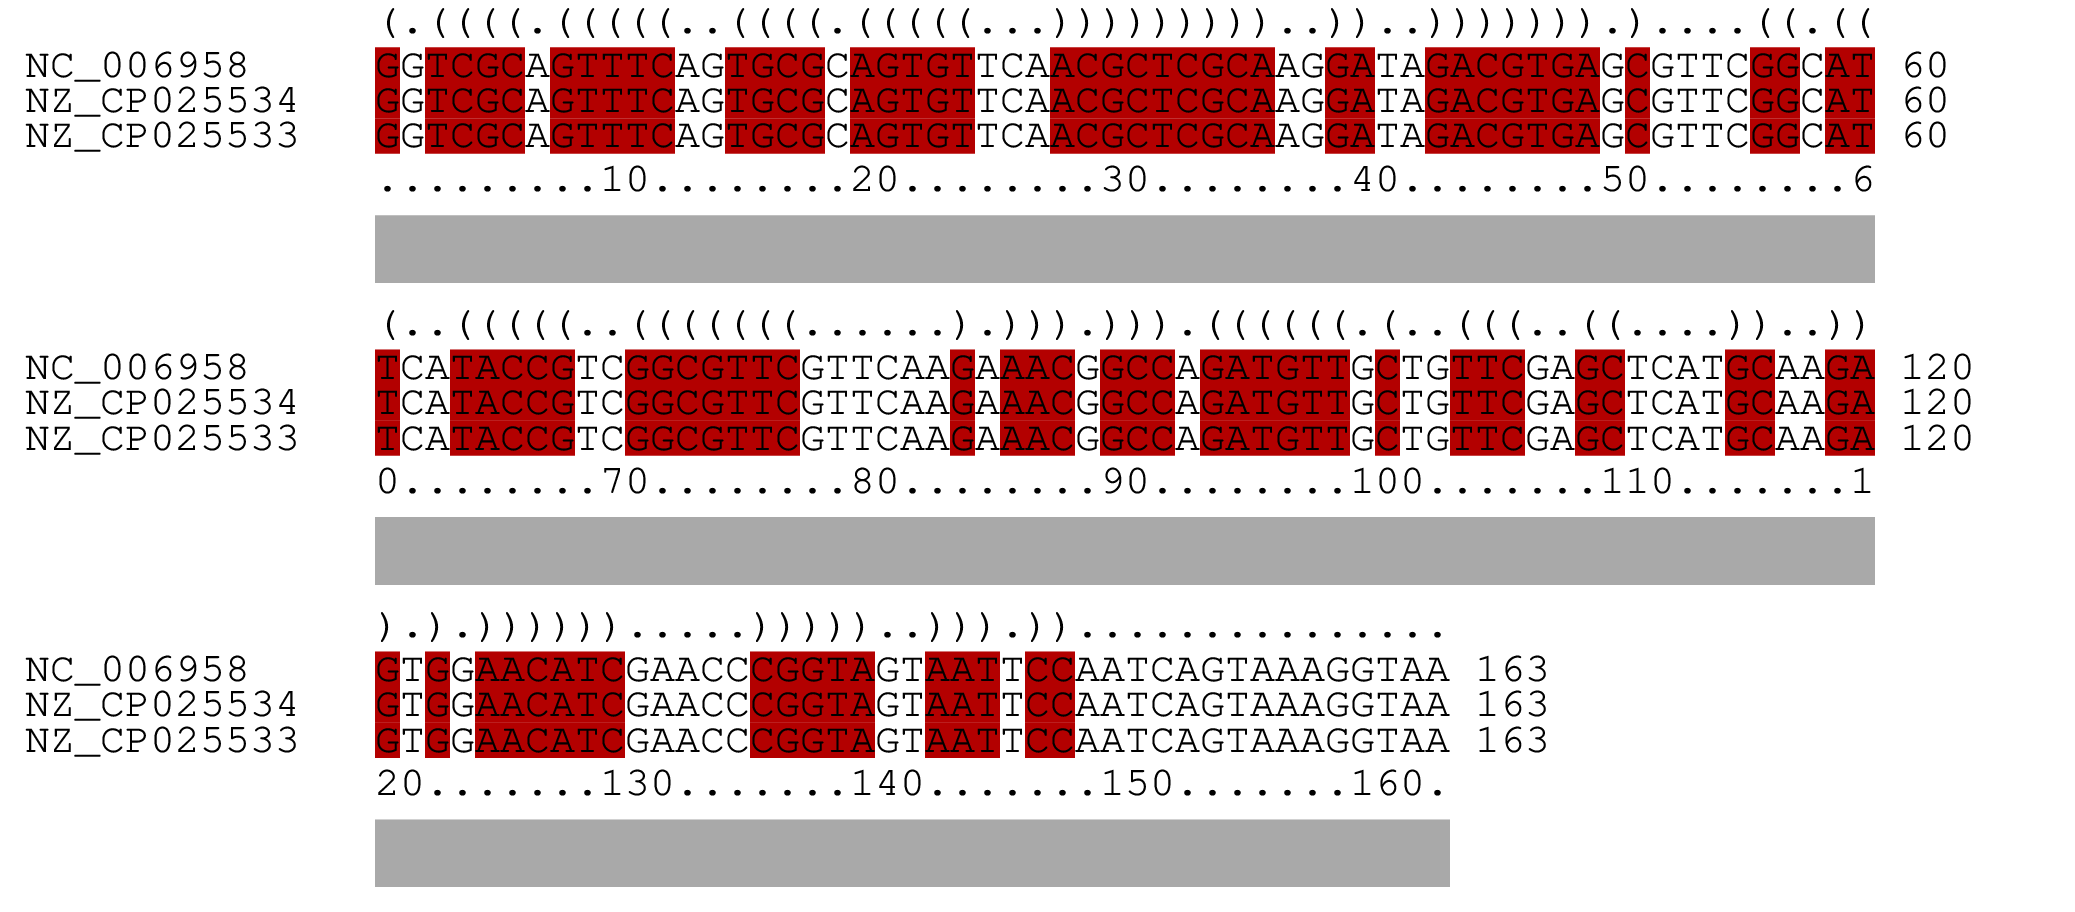 (.((((.(((((..((((.(((((...)))))))))..))..))))))).)....((.((
NC_006958 GGTCGCAGTTTCAGTGCGCAGTGTTCAACGCTCGCAAGGATAGACGTGAGCGTTCGGCAT 60
NZ_CP025534 GGTCGCAGTTTCAGTGCGCAGTGTTCAACGCTCGCAAGGATAGACGTGAGCGTTCGGCAT 60
NZ_CP025533 GGTCGCAGTTTCAGTGCGCAGTGTTCAACGCTCGCAAGGATAGACGTGAGCGTTCGGCAT 60
.........10........20........30........40........50........6
(..(((((..(((((((......).))).))).((((((.(..(((..((....))..))
NC_006958 TCATACCGTCGGCGTTCGTTCAAGAAACGGCCAGATGTTGCTGTTCGAGCTCATGCAAGA 120
NZ_CP025534 TCATACCGTCGGCGTTCGTTCAAGAAACGGCCAGATGTTGCTGTTCGAGCTCATGCAAGA 120
NZ_CP025533 TCATACCGTCGGCGTTCGTTCAAGAAACGGCCAGATGTTGCTGTTCGAGCTCATGCAAGA 120
0........70........80........90........100.......110.......1
).).)))))).....)))))..))).))...............
NC_006958 GTGGAACATCGAACCCGGTAGTAATTCCAATCAGTAAAGGTAA 163
NZ_CP025534 GTGGAACATCGAACCCGGTAGTAATTCCAATCAGTAAAGGTAA 163
NZ_CP025533 GTGGAACATCGAACCCGGTAGTAATTCCAATCAGTAAAGGTAA 163
20.......130.......140.......150.......160.